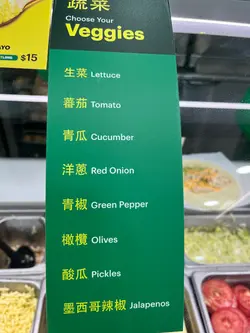 蔬菜
Choose Your
Veggies
生菜 Lettuce
蕃茄 Tomato
青瓜 Cucumber
洋蔥 Red Onion
青椒 Green Pepper
橄欖 Olives
酸瓜 Pickles
墨西哥辣椒 Jalapenos
$15